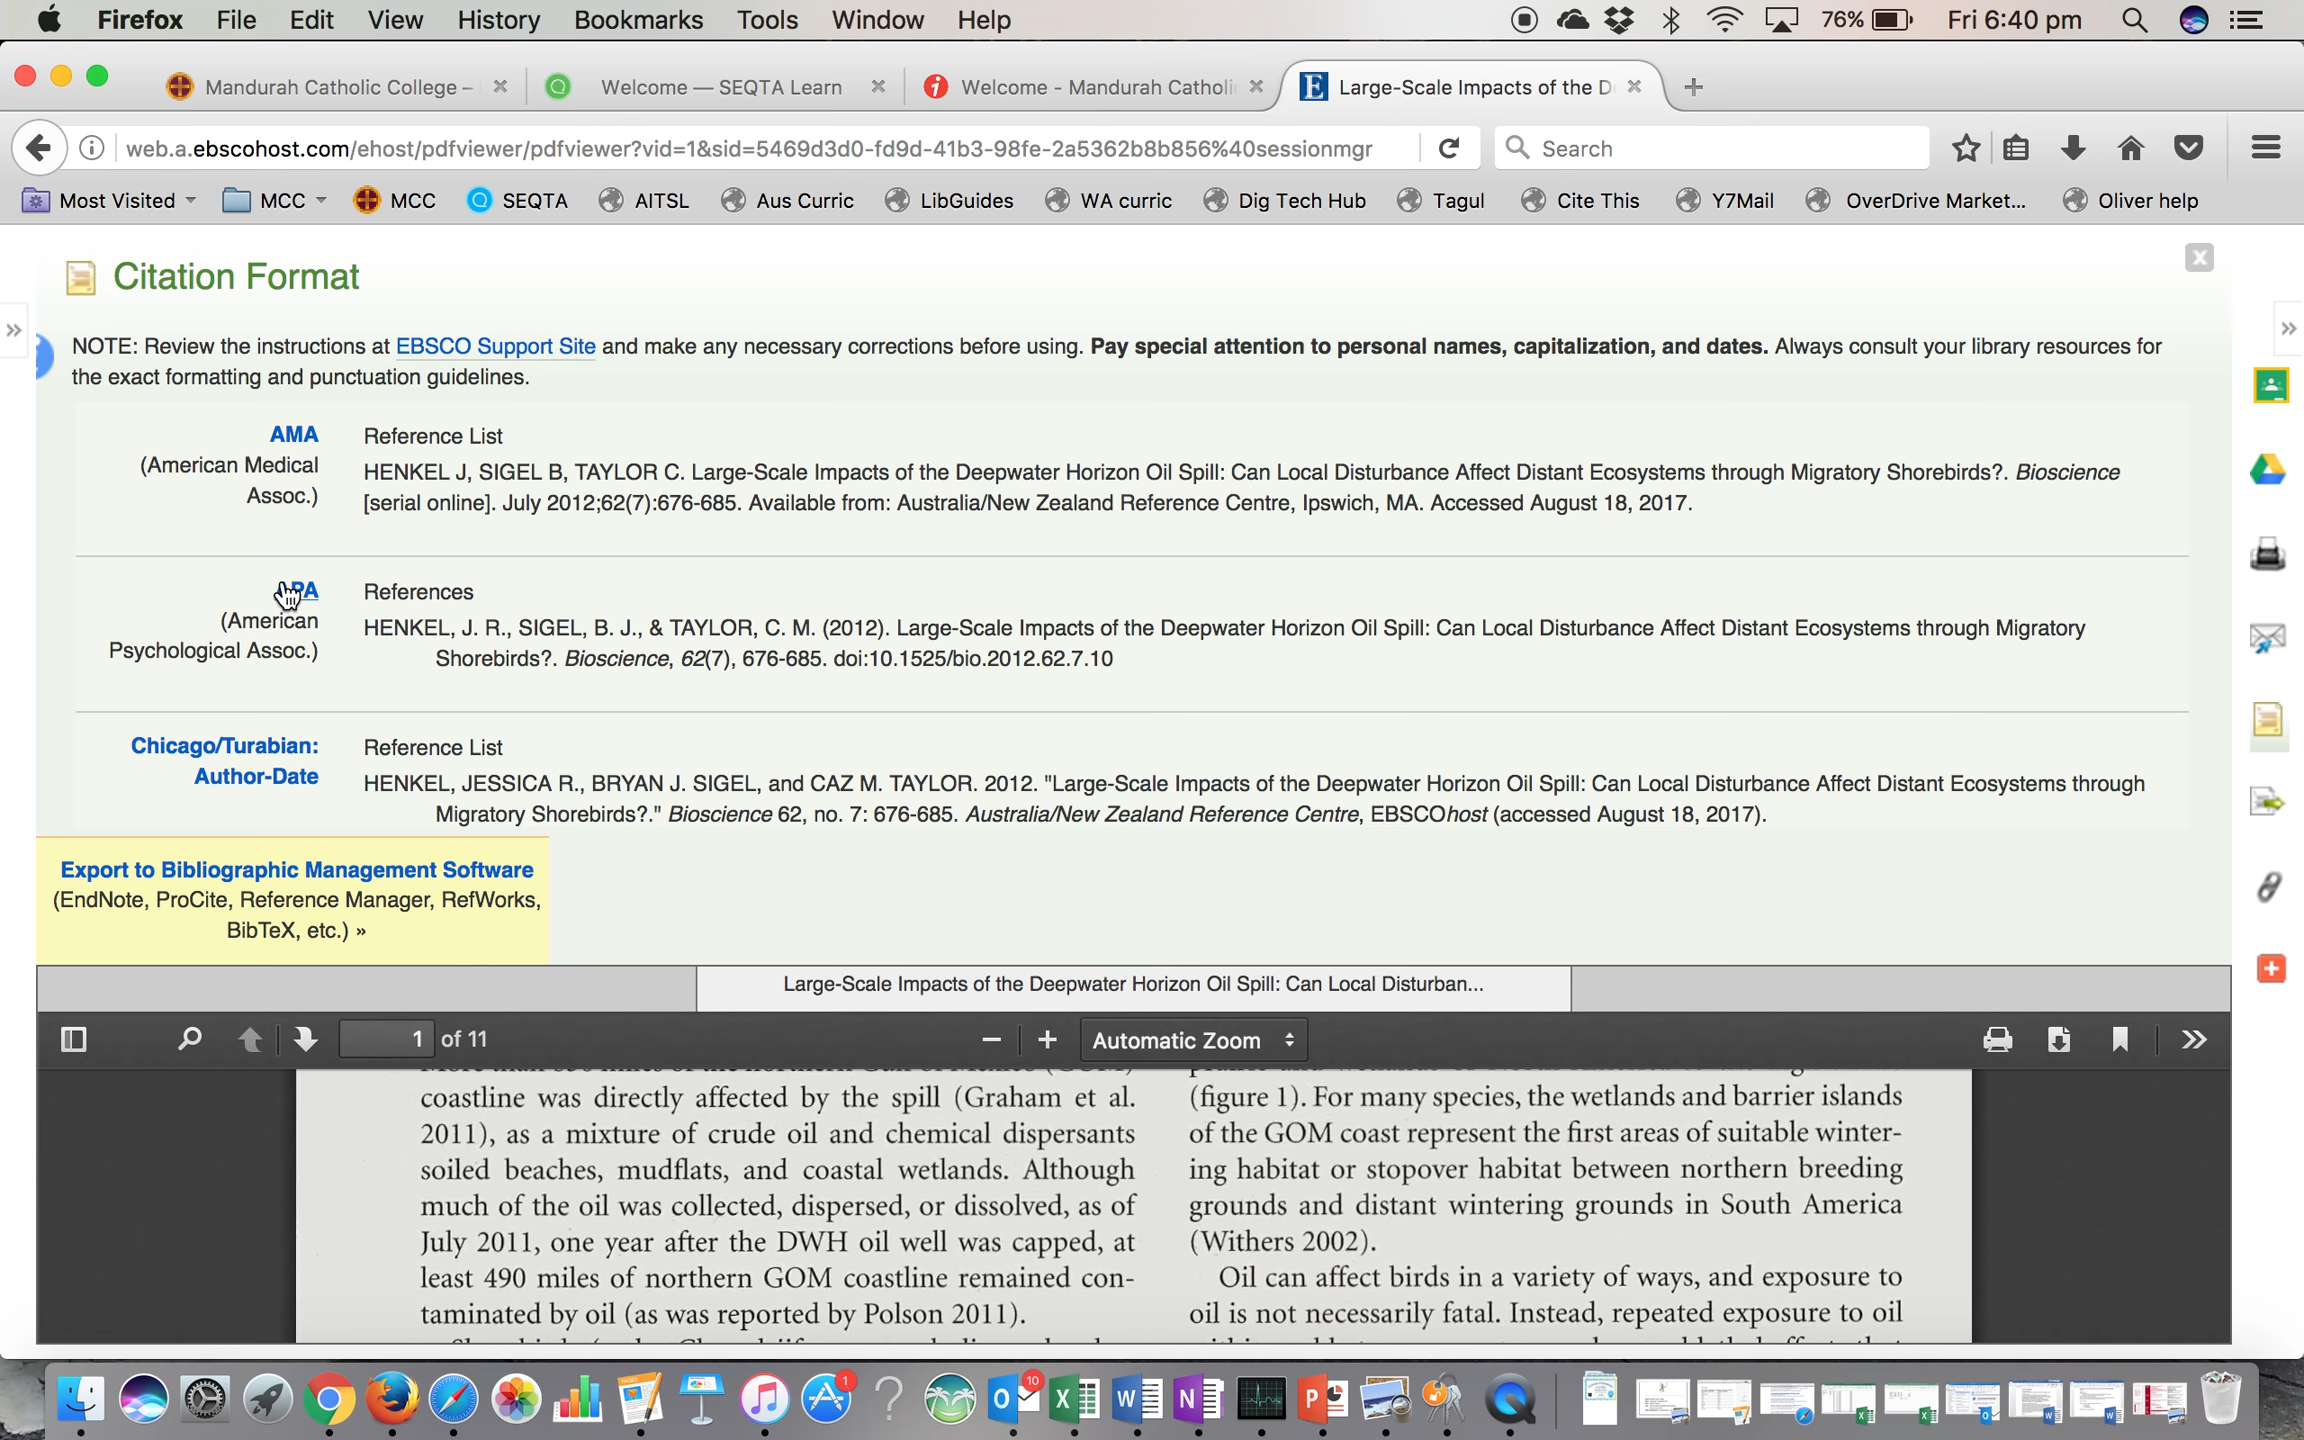 Firefox File Edit View History Bookmarks Tools Window Help 76% Fri 6:40 pm
Mandurah Catholic College – Welcome — SEQTA Learn Welcome - Mandurah Catholi Large-Scale Impacts of the D
web.a.ebscohost.com/ehost/pdfviewer/pdfviewer?vid=1&sid=5469d3d0-fd9d-41b3-98fe-2a5362b8b856%40sessionmgr Search
Most Visited MCC MCC SEQTA AITSL Aus Curric LibGuides WA curric Dig Tech Hub Tagul Cite This Y7Mail OverDrive Market... Oliver help
Citation Format
NOTE: Review the instructions at EBSCO Support Site and make any necessary corrections before using. Pay special attention to personal names, capitalization, and dates. Always consult your library resources for
the exact formatting and punctuation guidelines.
AMA
(American Medical
Assoc.)
Reference List
HENKEL J, SIGEL B, TAYLOR C. Large-Scale Impacts of the Deepwater Horizon Oil Spill: Can Local Disturbance Affect Distant Ecosystems through Migratory Shorebirds?. Bioscience
[serial online]. July 2012;62(7):676-685. Available from: Australia/New Zealand Reference Centre, Ipswich, MA. Accessed August 18, 2017.
(American
Psychological Assoc.)
References
HENKEL, J. R., SIGEL, B. J., & TAYLOR, C. M. (2012). Large-Scale Impacts of the Deepwater Horizon Oil Spill: Can Local Disturbance Affect Distant Ecosystems through Migratory
Shorebirds?. Bioscience, 62(7), 676-685. doi:10.1525/bio.2012.62.7.10
Chicago/Turabian:
Author-Date
Reference List
HENKEL, JESSICA R., BRYAN J. SIGEL, and CAZ M. TAYLOR. 2012. "Large-Scale Impacts of the Deepwater Horizon Oil Spill: Can Local Disturbance Affect Distant Ecosystems through
Migratory Shorebirds?." Bioscience 62, no. 7: 676-685. Australia/New Zealand Reference Centre, EBSCOhost (accessed August 18, 2017).
Export to Bibliographic Management Software
(EndNote, ProCite, Reference Manager, RefWorks,
BibTeX, etc.) »
Large-Scale Impacts of the Deepwater Horizon Oil Spill: Can Local Disturban...
1 of 11 Automatic Zoom
coastline was directly affected by the spill (Graham et al.
2011), as a mixture of crude oil and chemical dispersants
soiled beaches, mudflats, and coastal wetlands. Although
much of the oil was collected, dispersed, or dissolved, as of
July 2011, one year after the DWH oil well was capped, at
least 490 miles of northern GOM coastline remained con-
taminated by oil (as was reported by Polson 2011).
(figure 1). For many species, the wetlands and barrier islands
of the GOM coast represent the first areas of suitable winter-
ing habitat or stopover habitat between northern breeding
grounds and distant wintering grounds in South America
(Withers 2002).
Oil can affect birds in a variety of ways, and exposure to
oil is not necessarily fatal. Instead, repeated exposure to oil